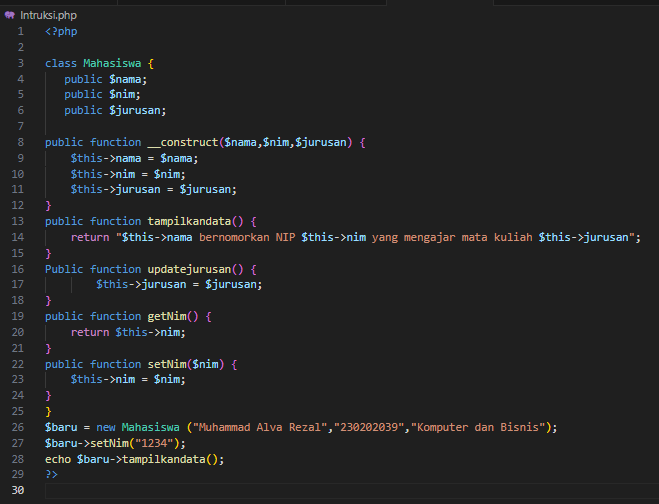 Intruksi.php
1 <?php
2
3 class Mahasiswa {
4 public $nama;
5 public $nim;
6 public $jurusan;
7
8 public function __construct($nama,$nim,$jurusan) {
9 $this->nama = $nama;
10 $this->nim = $nim;
11 $this->jurusan = $jurusan;
12 }
13 public function tampilkandata() {
14 return "$this->nama bernomorkan NIP $this->nim yang mengajar mata kuliah $this->jurusan";
15 }
16 Public function updatejurusan() {
17 $this->jurusan = $jurusan;
18 }
19 public function getNim() {
20 return $this->nim;
21 }
22 public function setNim($nim) {
23 $this->nim = $nim;
24 }
25 }
26 $baru = new Mahasiswa ("Muhammad Alva Rezal","230202039","Komputer dan Bisnis");
27 $baru->setNim("1234");
28 echo $baru->tampilkandata();
29 ?>
30